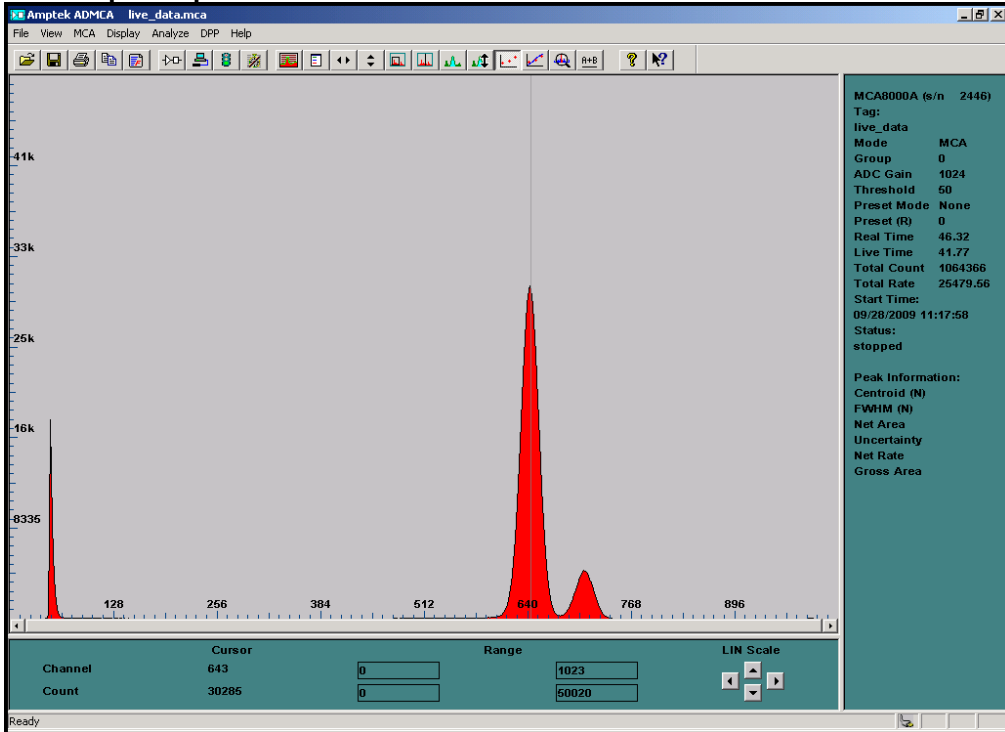 Amptek ADMCA live_data.mca
File View MCA Display Analyze DPP Help
A+B
41k
33k
25k
16k
8335
128 256 384 512 640 768 896
MCA8000A (s/n 2446)
Tag:
live_data
Mode MCA
Group 0
ADC Gain 1024
Threshold 50
Preset Mode None
Preset (R) 0
Real Time 46.32
Live Time 41.77
Total Count 1064366
Total Rate 25479.56
Start Time:
09/28/2009 11:17:58
Status:
stopped
Peak Information:
Centroid (N)
FWHM (N)
Net Area
Uncertainty
Net Rate
Gross Area
Cursor Range LIN Scale
Channel 643 0 1023
Count 30285 0 50020
Ready